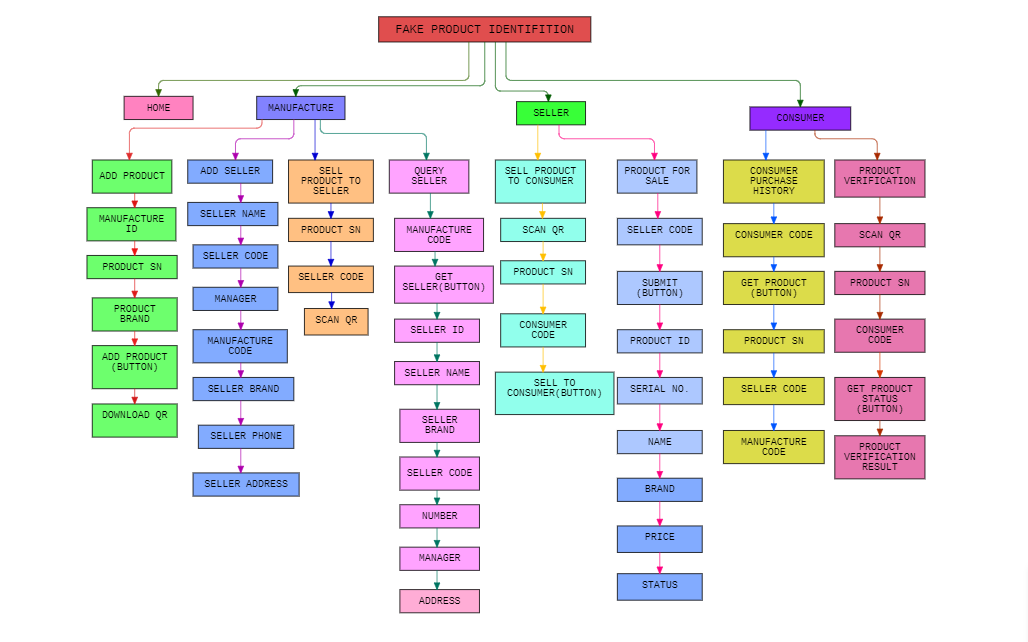 FAKE PRODUCT IDENTIFITION
HOME
MANUFACTURE
SELLER
CONSUMER
ADD PRODUCT
MANUFACTURE
ID
PRODUCT SN
PRODUCT
BRAND
ADD PRODUCT
(BUTTON)
DOWNLOAD QR
ADD SELLER
SELLER NAME
SELLER CODE
MANAGER
MANUFACTURE
CODE
SELLER BRAND
SELLER PHONE
SELLER ADDRESS
SELL
PRODUCT TO
SELLER
PRODUCT SN
SELLER CODE
SCAN QR
QUERY
SELLER
MANUFACTURE
CODE
GET
SELLER(BUTTON)
SELLER ID
SELLER NAME
SELLER
BRAND
SELLER CODE
NUMBER
MANAGER
ADDRESS
SELL PRODUCT
TO CONSUMER
SCAN QR
PRODUCT SN
CONSUMER
CODE
SELL TO
CONSUMER(BUTTON)
PRODUCT FOR
SALE
SELLER CODE
SUBMIT
(BUTTON)
PRODUCT ID
SERIAL NO.
NAME
BRAND
PRICE
STATUS
CONSUMER
PURCHASE
HISTORY
CONSUMER CODE
GET PRODUCT
(BUTTON)
PRODUCT SN
SELLER CODE
MANUFACTURE
CODE
PRODUCT
VERIFICATION
SCAN QR
PRODUCT SN
CONSUMER
CODE
GET PRODUCT
STATUS
(BUTTON)
PRODUCT
VERIFICATION
RESULT